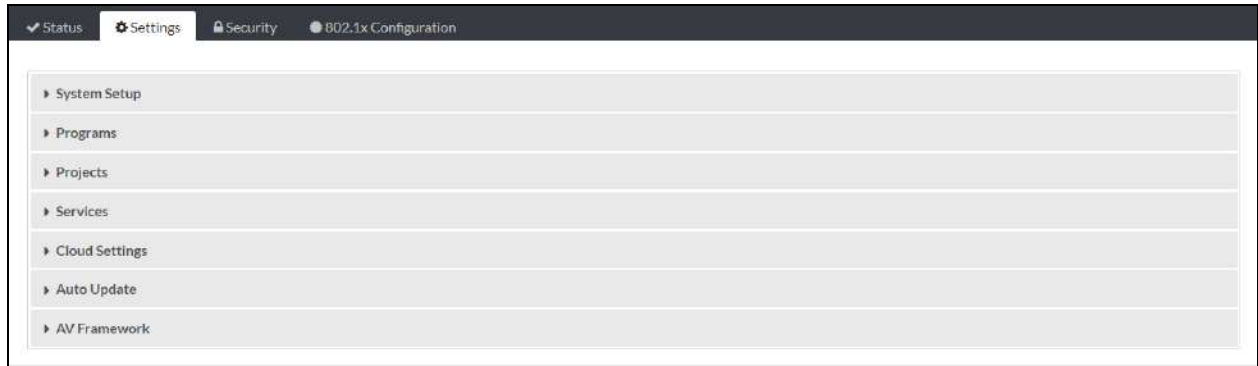 Status Settings Security 802.1x Configuration
System Setup
Programs
Projects
Services
Cloud Settings
Auto Update
AV Framework